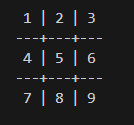 1 | 2 | 3
---+---+---
4 | 5 | 6
---+---+---
7 | 8 | 9